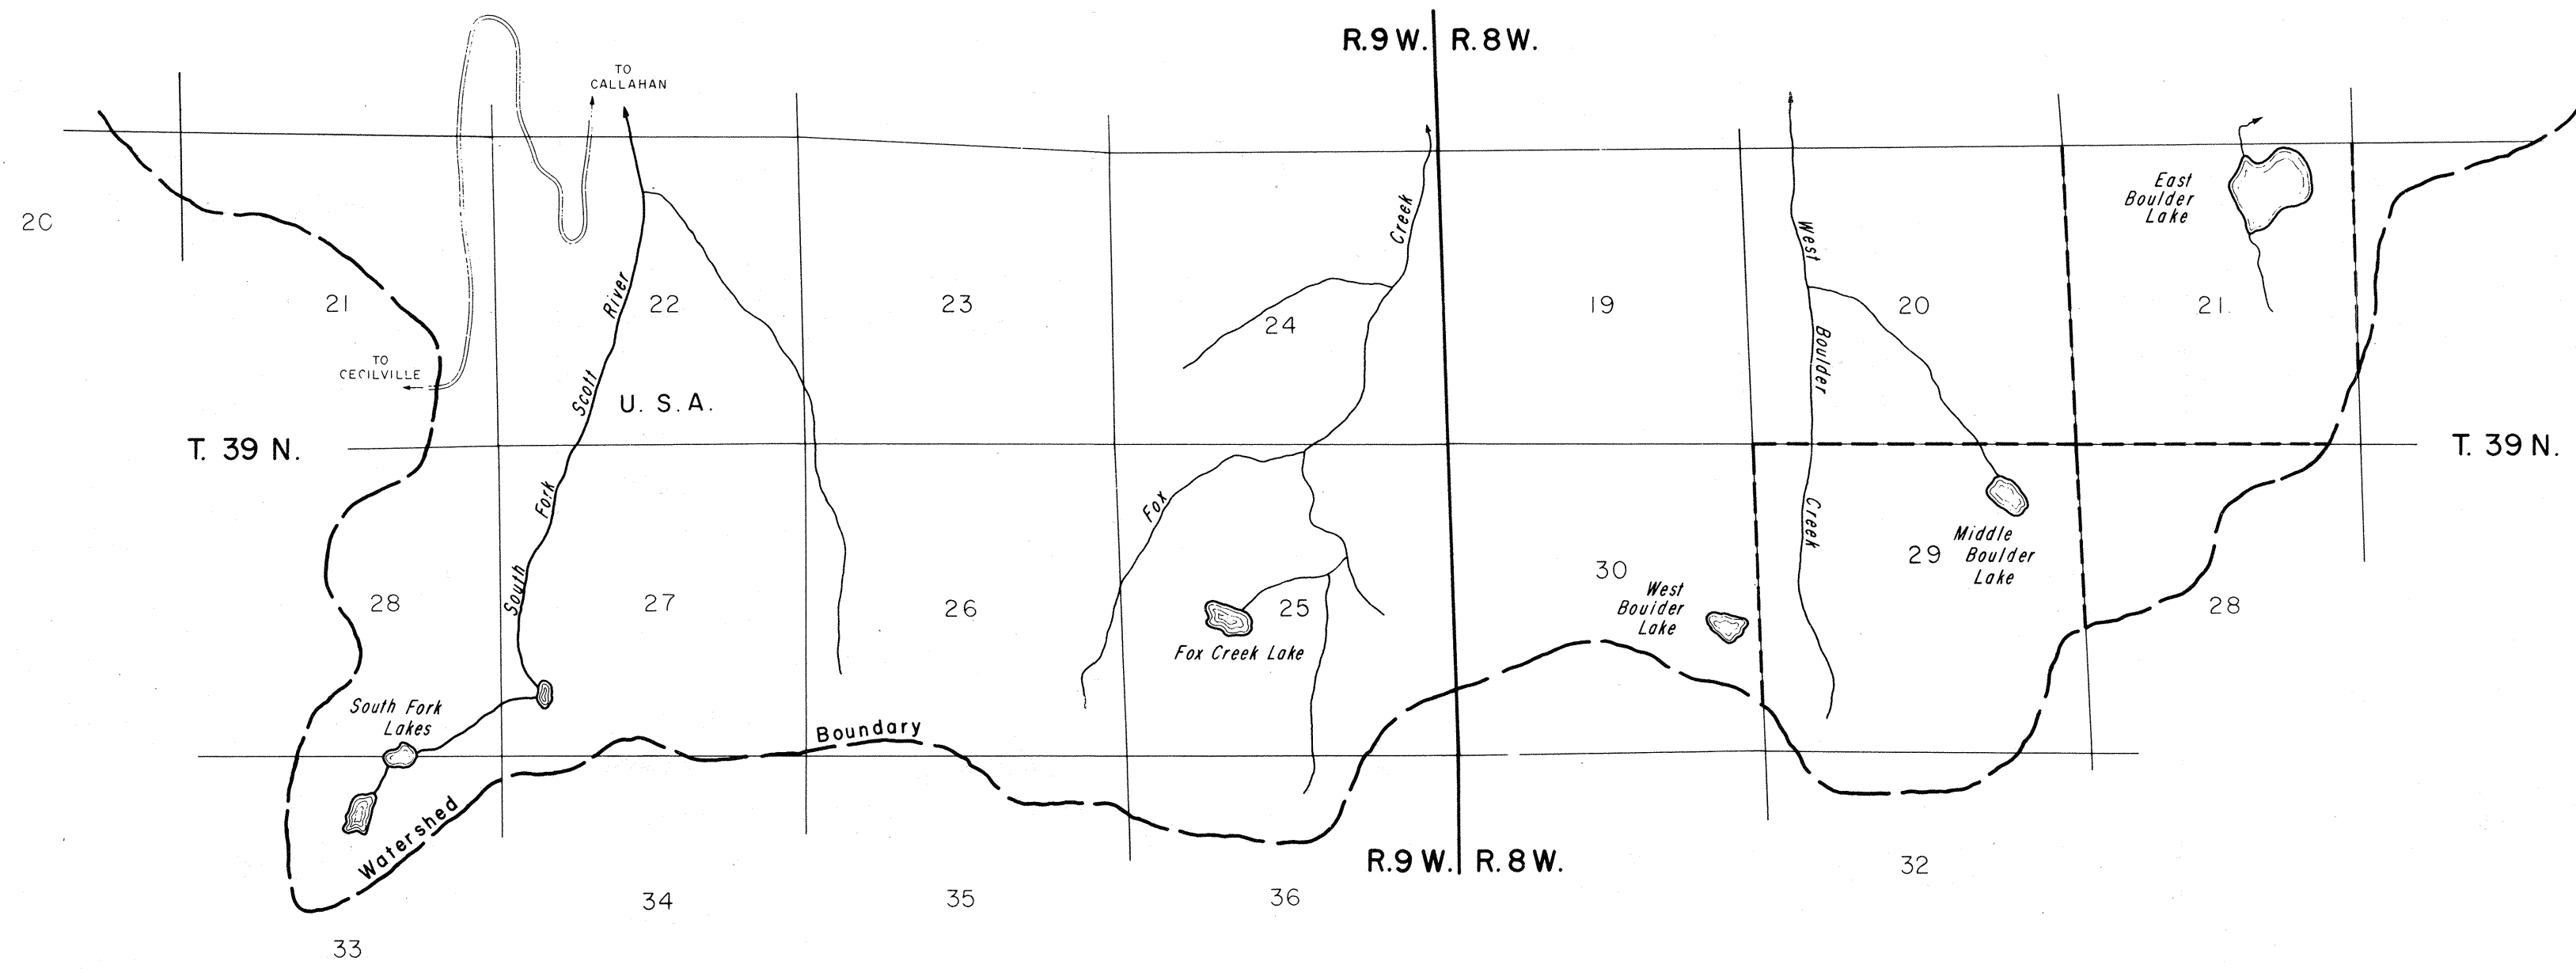 R.9 W. R.8 W.
TO
CALLAHAN
East
Boulder
Lake
20
Creek
West
21
River
22
23
24
19
20
21
TO
CECILVILLE
Scott
U. S. A.
Boulder
T. 39 N.
T. 39 N.
Fork
Fox
Creek
Middle
Boulder
Lake
29
South
28
27
26
25
30
West
Bouider
Lake
28
Fox Creek Lake
South Fork
Lakes
Boundary
Watershed
R.9 W. R.8 W.
32
34
35
36
33